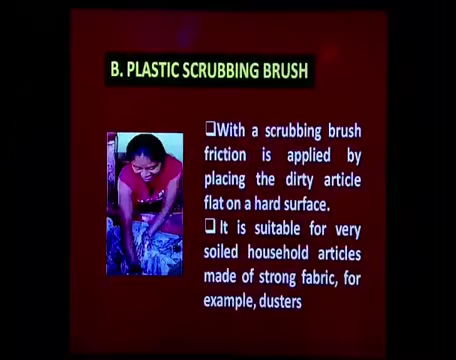 B. PLASTIC SCRUBBING BRUSH
❑With a scrubbing brush
friction is applied by
placing the dirty article
flat on a hard surface.
❑ It is suitable for very
soiled household articles
made of strong fabric, for
example, dusters